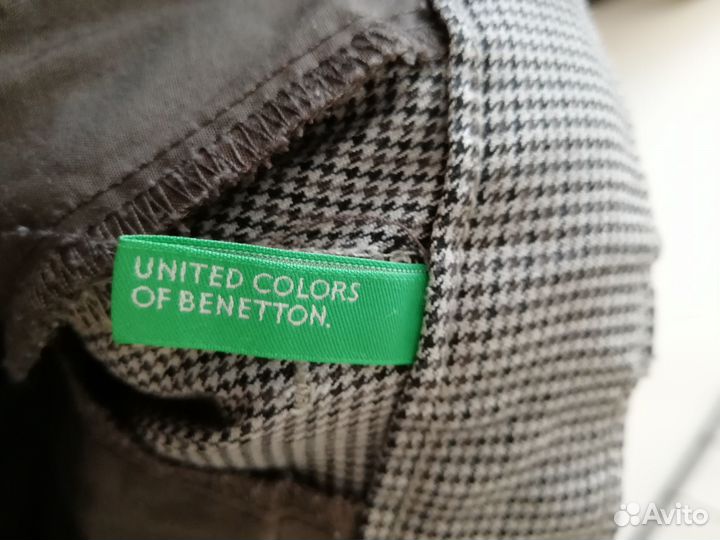 UNITED COLORS
OF BENETTON.
Avito